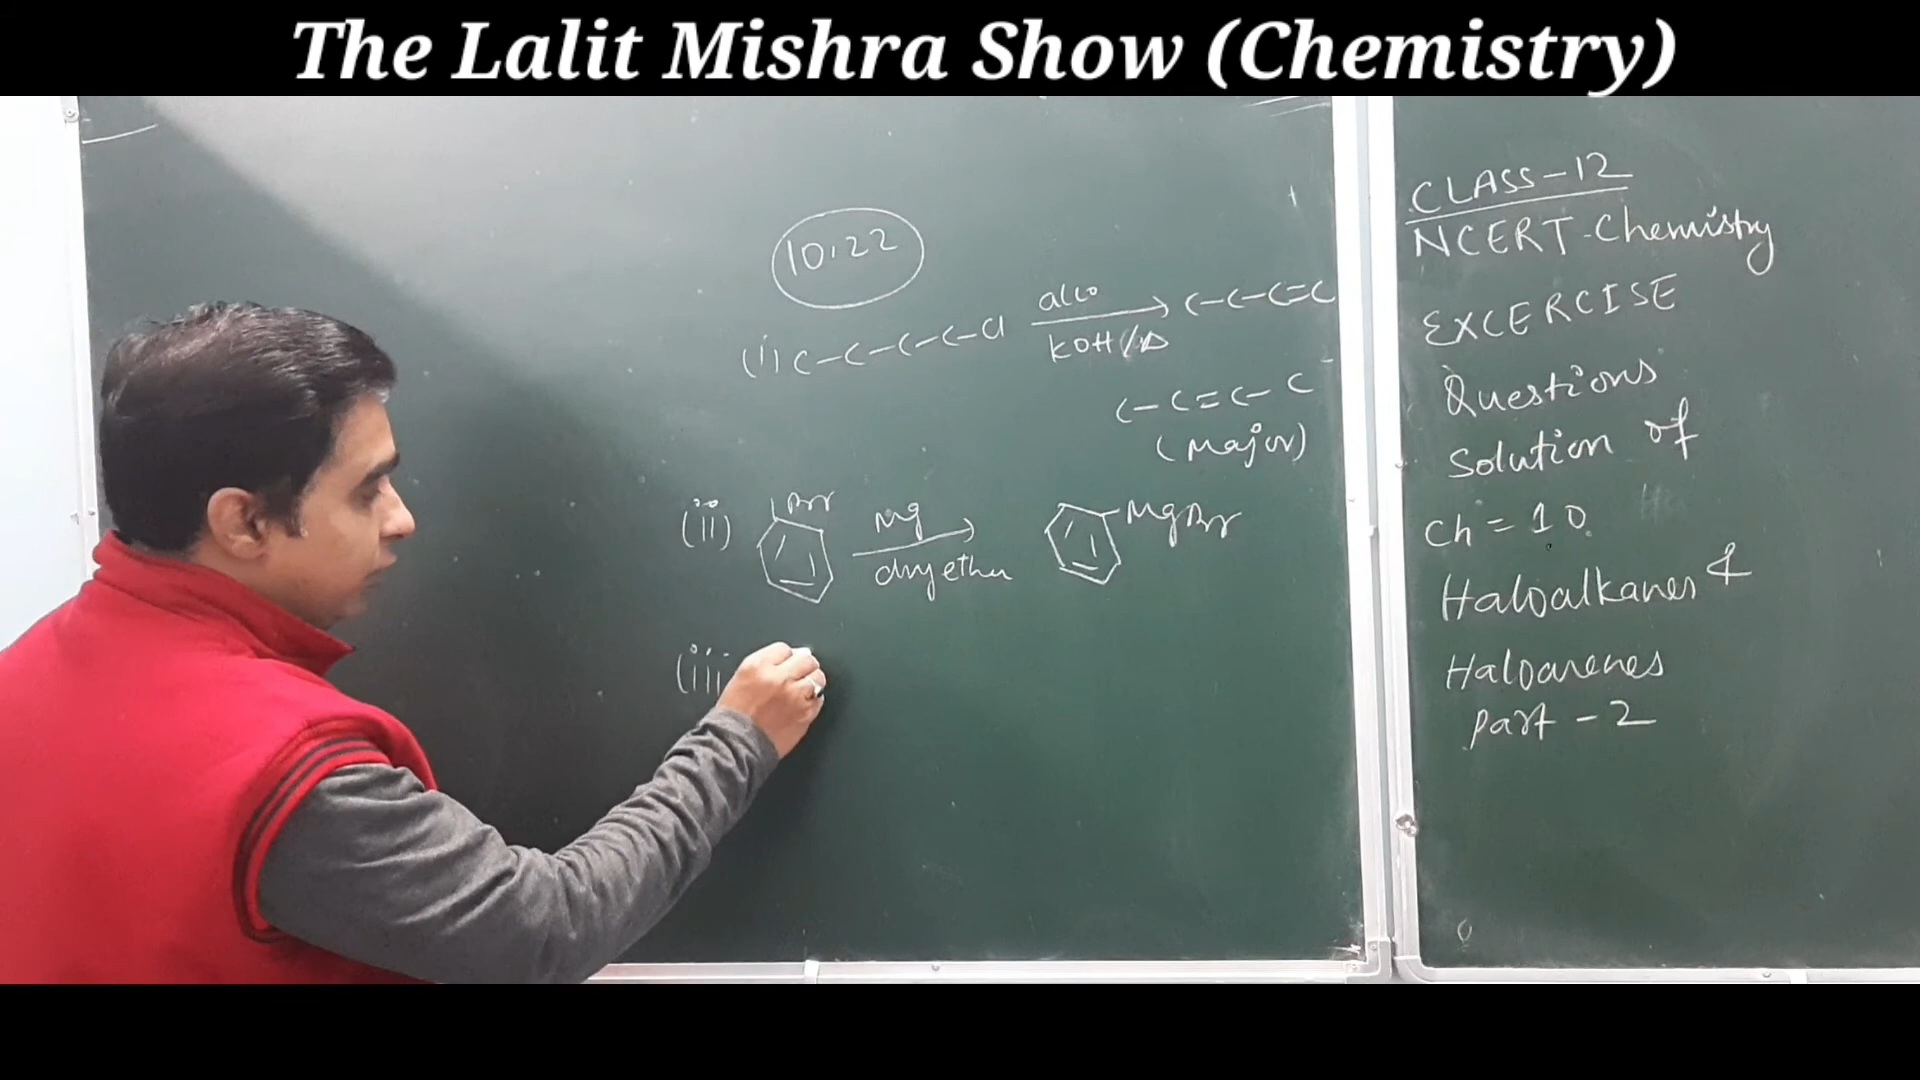 The Lalit Mishra Show (Chemistry)
10.22
(i) C-C-C-C-Cl alco KOH/Δ C-C-C=C
C-C=C-C
(Major)
(ii) Br Mg dry ether MgBr
(iii
CLASS-12
NCERT-Chemistry
EXCERCISE
Questions
Solution of
Ch = 10
Haloalkanes &
Haloarenes
part - 2